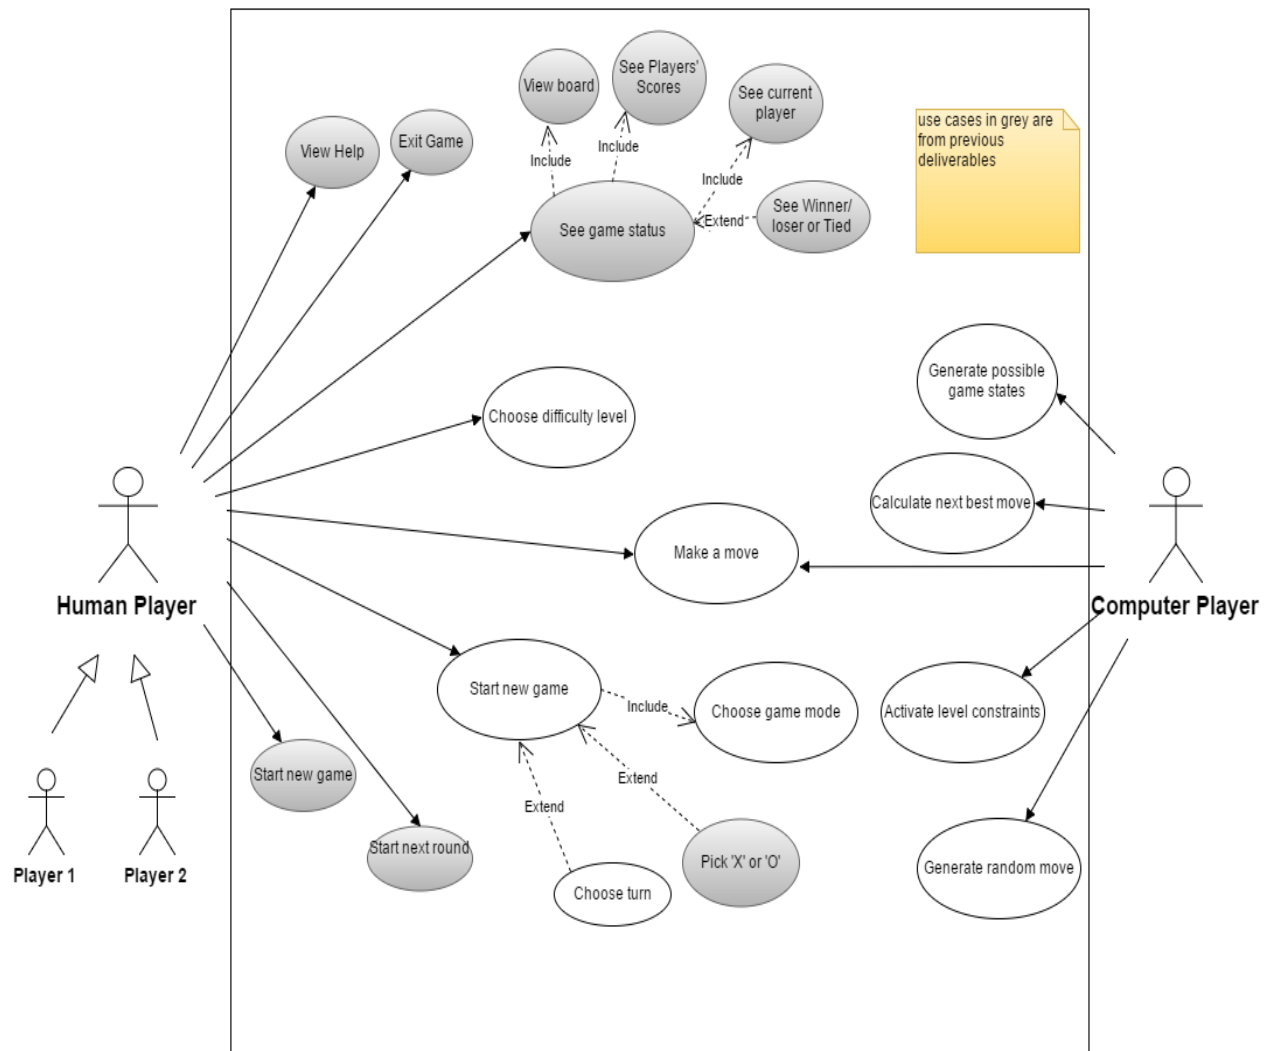 View board
See Players'
Scores
See current
player
use cases in grey are
from previous
deliverables
View Help
Exit Game
Include
Include
Include
See Winner/
loser or Tied
Extend
See game status
Generate possible
game states
Choose difficulty level
Calculate next best move
Make a move
Human Player
Computer Player
Start new game
Include
Choose game mode
Activate level constraints
Start new game
Extend
Extend
Start next round
Pick 'X' or 'O'
Generate random move
Choose turn
Player 1
Player 2